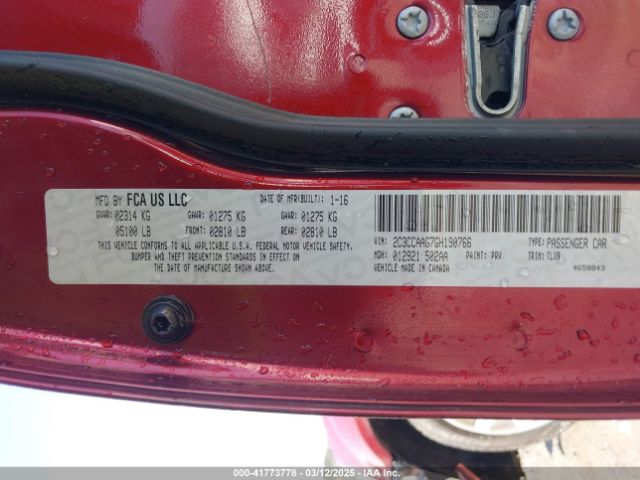 MFD BY FCA US LLC DATE OF MFR(BUILT): 1-16
GVWR: 02314 KG GAWR: 01275 KG GAWR: 01275 KG
05100 LB FRONT: 02810 LB REAR: 02810 LB
THIS VEHICLE CONFORMS TO ALL APPLICABLE U.S.A. FEDERAL MOTOR VEHICLE SAFETY,
BUMPER AND THEFT PREVENTION STANDARDS IN EFFECT ON
THE DATE OF MANUFACTURE SHOWN ABOVE.
VIN: 2C3CCAAG7GH190766 TYPE: PASSENGER CAR
MDH: 012921 502AA PAINT: PRV TRIM: TLX9
VEHICLE MADE IN CANADA 4658043
000-41773778 - 03/12/2025 - COPART